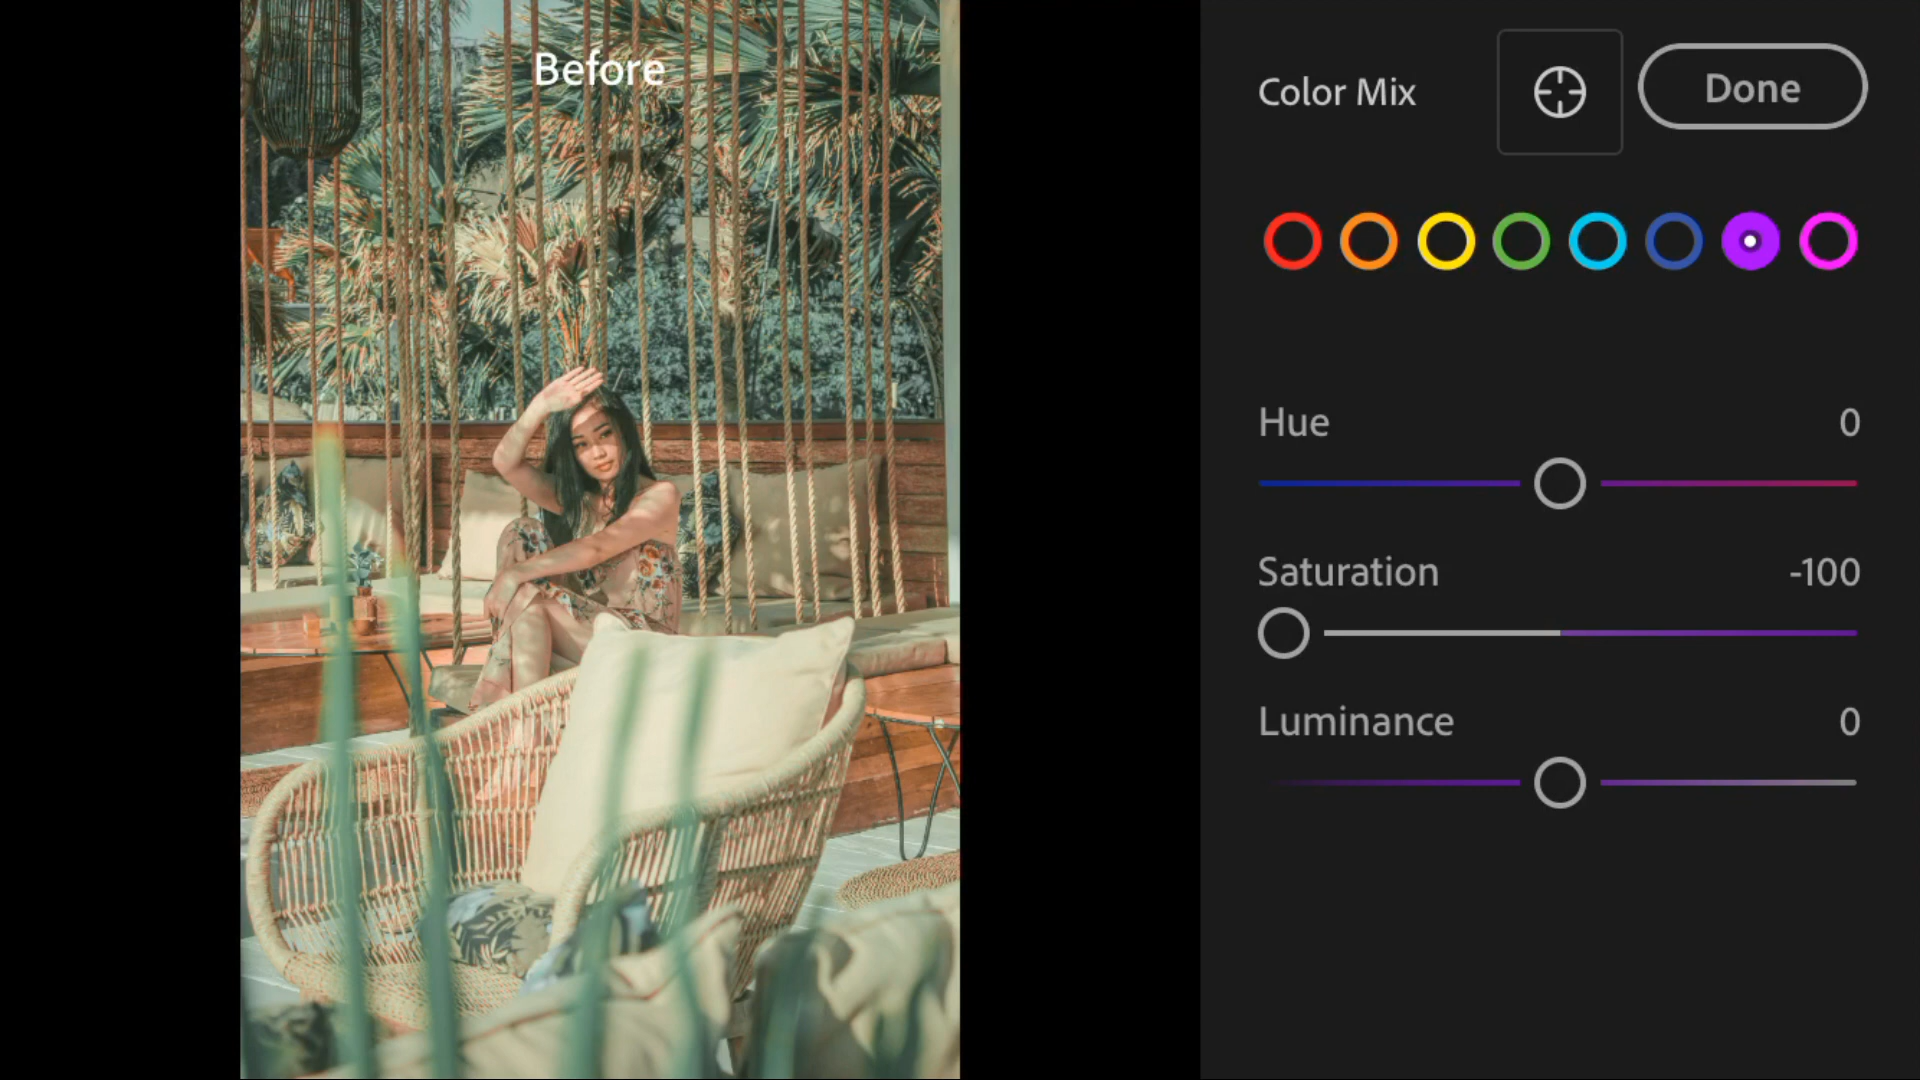 Before
Color Mix
Done
Hue 0
Saturation -100
Luminance 0